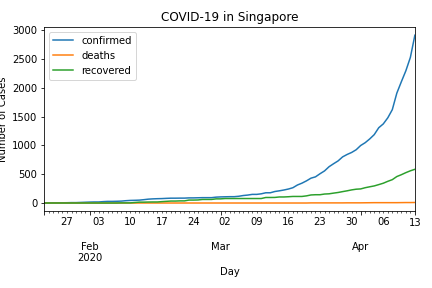 COVID-19 in Singapore
Number of Cases
3000
2500
2000
1500
1000
500
0
confirmed
deaths
recovered
27 03 10 17 24 02 09 16 23 30 06 13
Feb Mar Apr
2020
Day